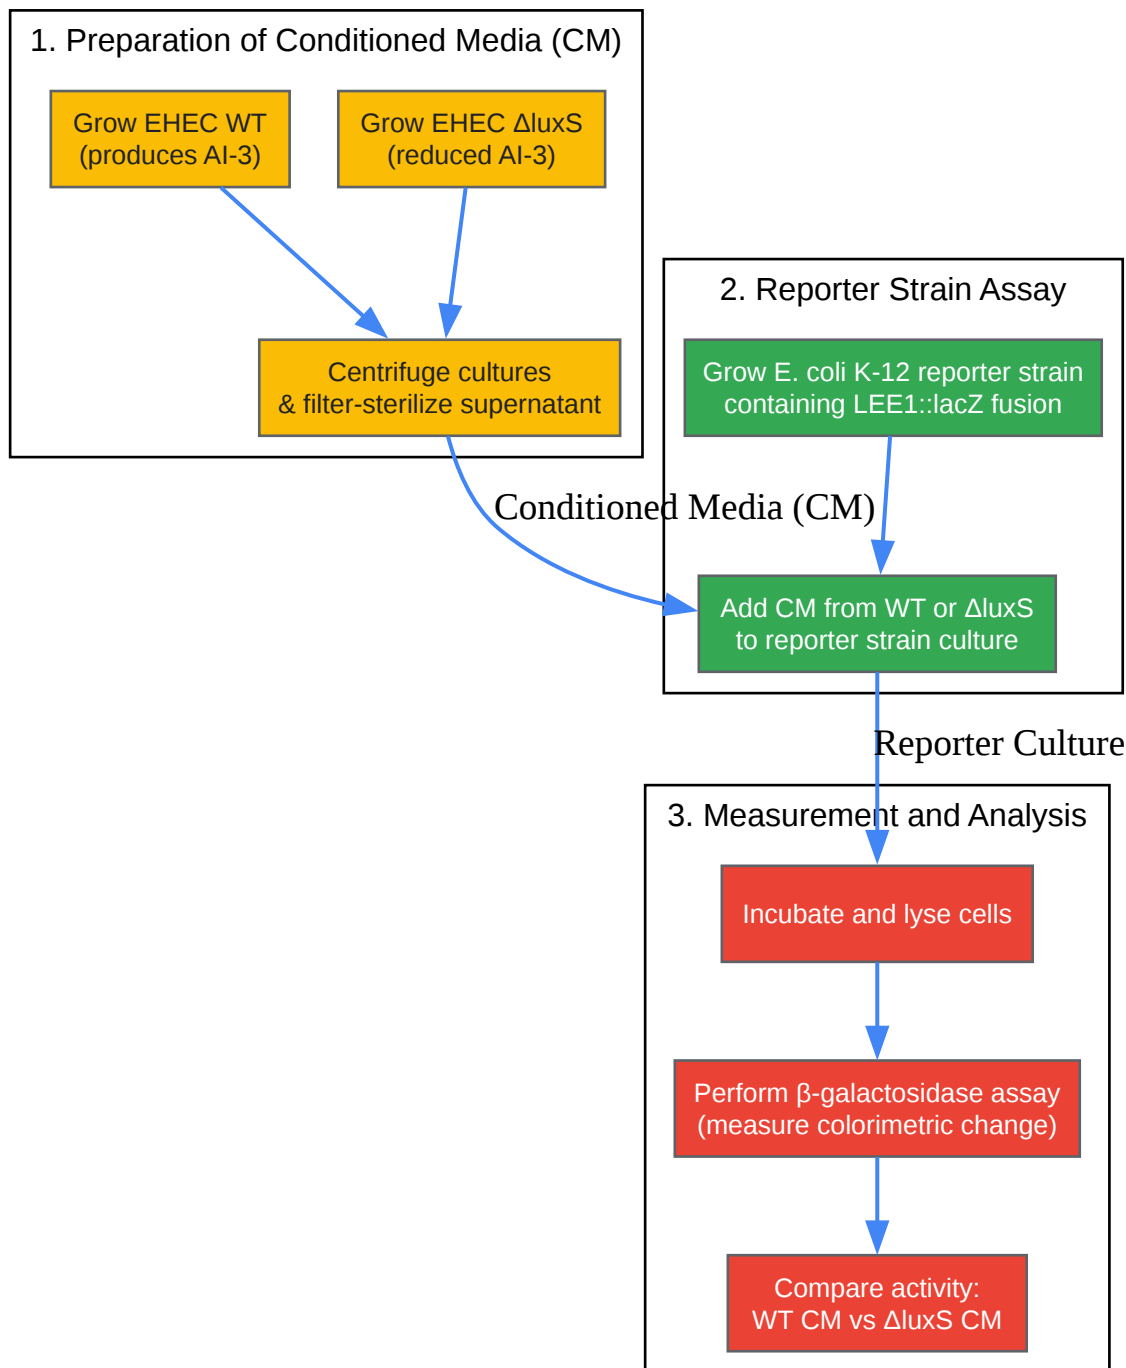 1. Preparation of Conditioned Media (CM)
Grow EHEC WT
(produces AI-3)
Grow EHEC ΔluxS
(reduced AI-3)
Centrifuge cultures
& filter-sterilize supernatant
Conditioned Media (CM)
2. Reporter Strain Assay
Grow E. coli K-12 reporter strain
containing LEE1::lacZ fusion
Add CM from WT or ΔluxS
to reporter strain culture
Reporter Culture
3. Measurement and Analysis
Incubate and lyse cells
Perform β-galactosidase assay
(measure colorimetric change)
Compare activity:
WT CM vs ΔluxS CM